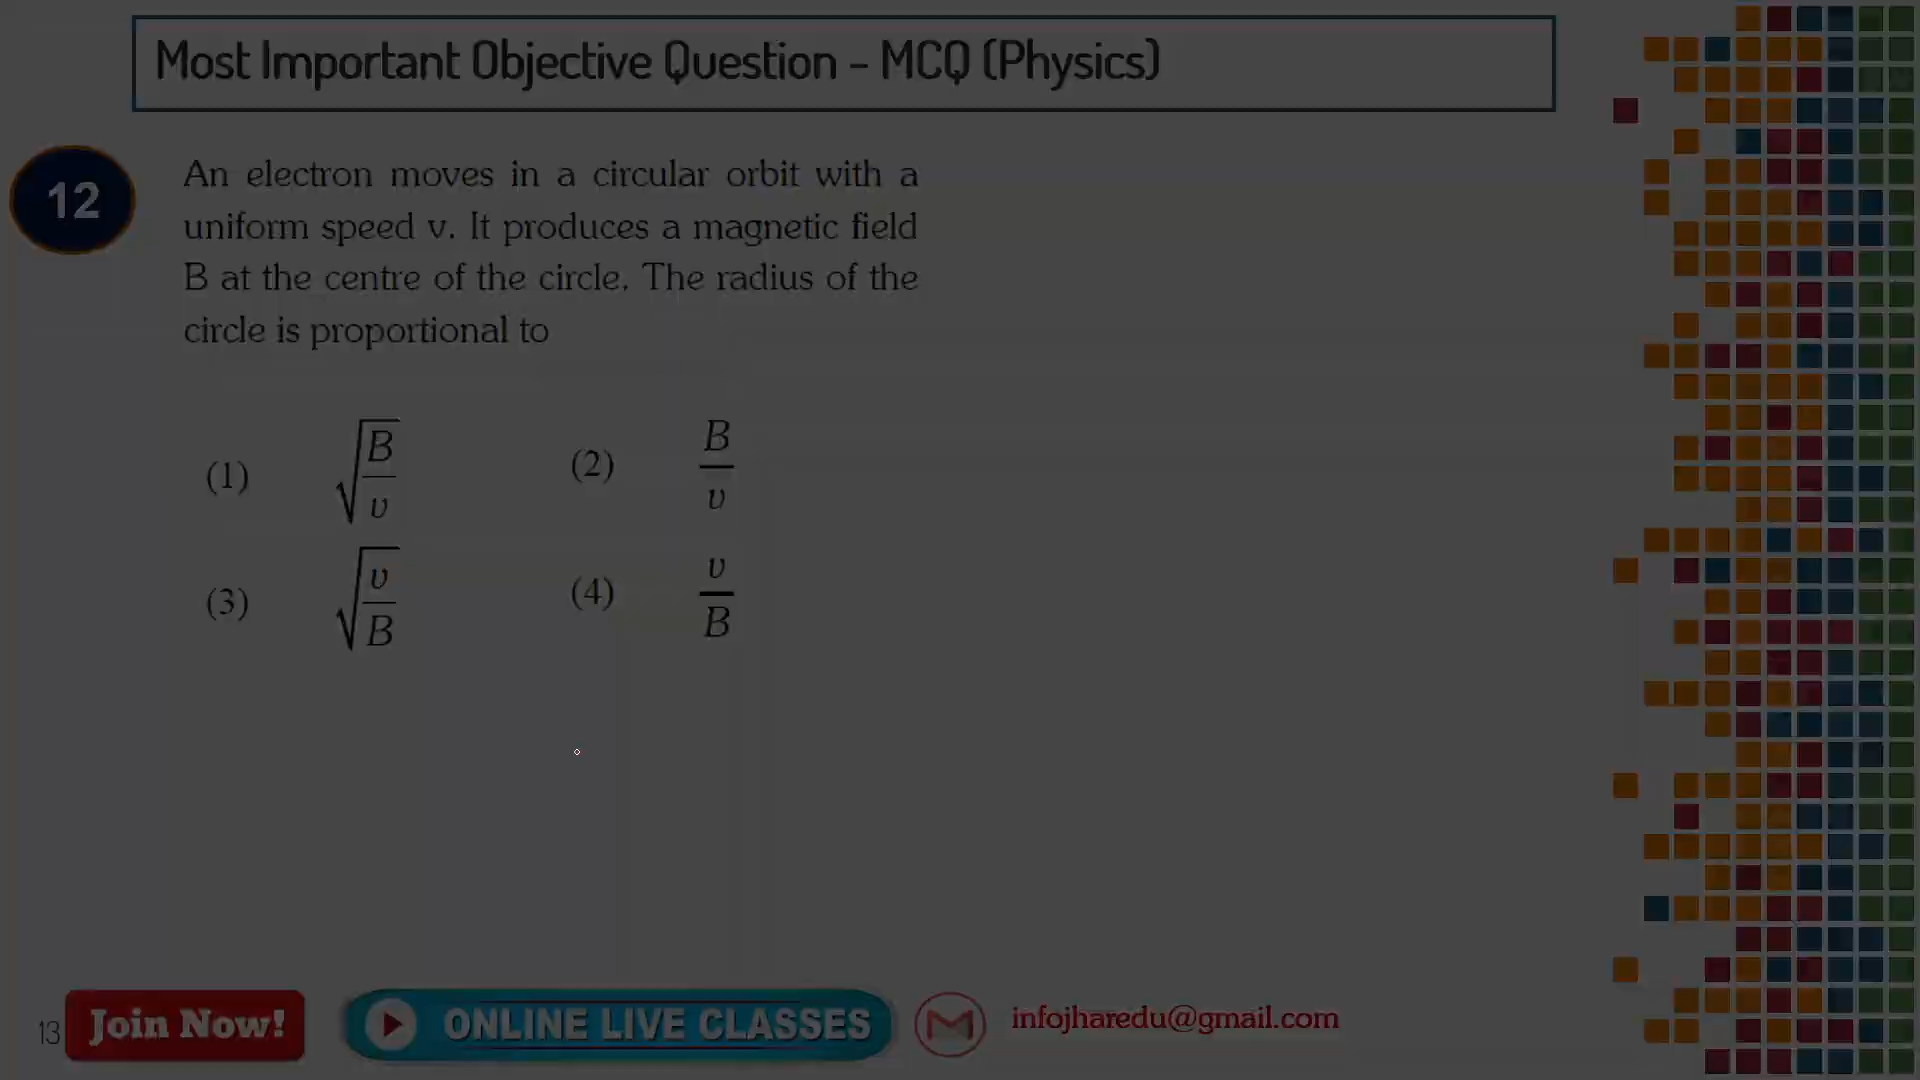 Most Important Objective Question - MCQ (Physics)
12
An electron moves in a circular orbit with a
uniform speed v. It produces a magnetic field
B at the centre of the circle. The radius of the
circle is proportional to
(1) √(B/v) (2) B/v
(3) √(v/B) (4) v/B
13 Join Now! ONLINE LIVE CLASSES infojharedu@gmail.com